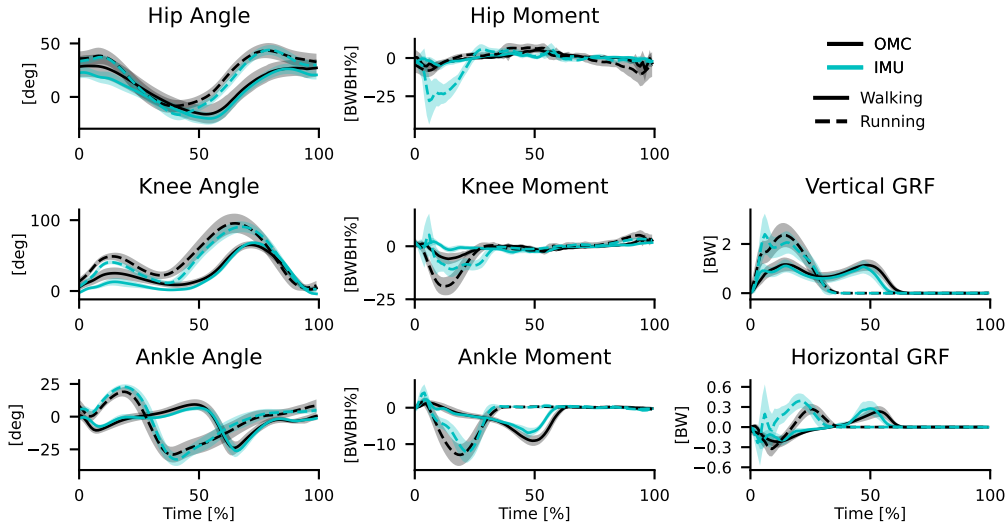 Hip Angle
Hip Moment
50
0
[deg]
0
50
100
0
−25
[BWBH%]
0
50
100
OMC
IMU
Walking
Running
Knee Angle
Knee Moment
Vertical GRF
100
0
[deg]
0
50
100
0
−25
[BWBH%]
0
50
100
2
0
[BW]
0
50
100
Ankle Angle
Ankle Moment
Horizontal GRF
25
0
−25
[deg]
0
50
100
Time [%]
0
−10
[BWBH%]
0
50
100
Time [%]
0.6
0.3
0.0
−0.3
−0.6
[BW]
0
50
100
Time [%]